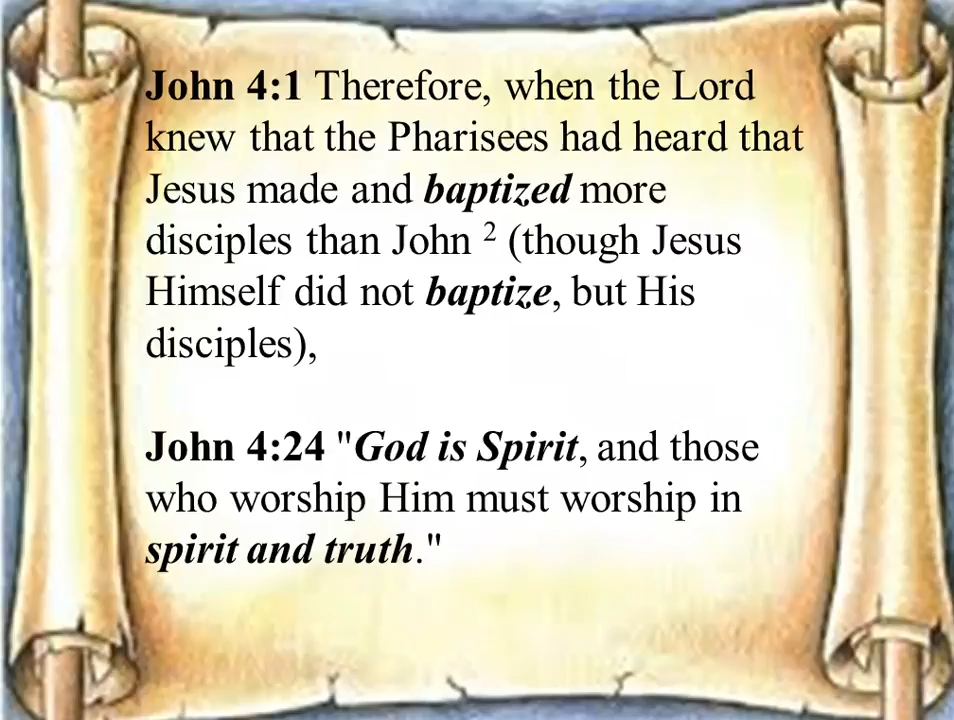 John 4:1 Therefore, when the Lord
knew that the Pharisees had heard that
Jesus made and baptized more
disciples than John ² (though Jesus
Himself did not baptize, but His
disciples),
John 4:24 "God is Spirit, and those
who worship Him must worship in
spirit and truth."